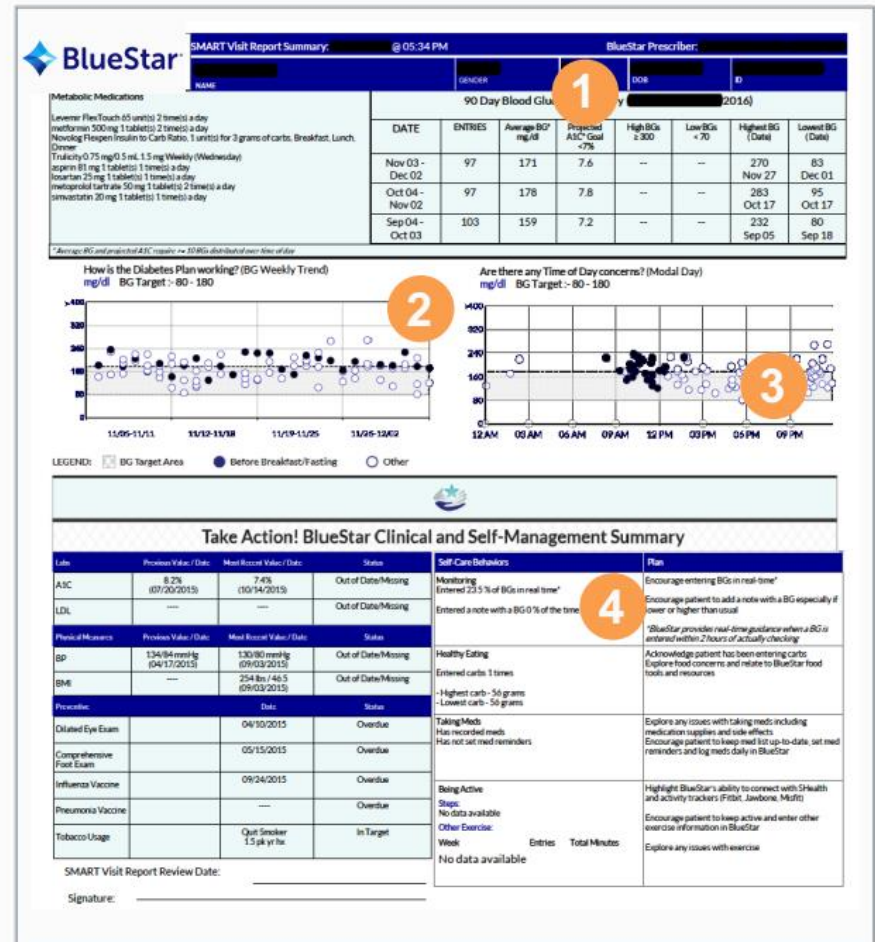 BlueStar
SMART Visit Report Summary: @ 05:34 PM BlueStar Prescriber:
NAME GENDER DOB ID
Metabolic Medications
Levemir FlexTouch 65 unit(s) 2 time(s) a day
metformin 500 mg 1 tablet(s) 2 time(s) a day
Novolog Flexpen Insulin to Carb Ratio, 1 unit(s) for 3 grams of carbs, Breakfast, Lunch,
Dinner
Trulicity 0.75 mg/0.5 mL 1.5 mg Weekly (Wednesday)
aspirin 81 mg 1 tablet(s) 1 time(s) a day
losartan 25 mg 1 tablet(s) 1 time(s) a day
metoprolol tartrate 50 mg 1 tablet(s) 2 time(s) a day
simvastatin 20 mg 1 tablet(s) 1 time(s) a day
*Average BG and projected A1C require >= 10 BGs distributed over time of day
1
90 Day Blood 2016)
DATE ENTRIES Average BG* mg/dl Projected A1C* Goal <7% High BGs ≥ 300 Low BGs < 70 Highest BG (Date) Lowest BG (Date)
Nov 03 - Dec 02 97 171 7.6 -- -- 270 Nov 27 83 Dec 01
Oct 04 - Nov 02 97 178 7.8 -- -- 283 Oct 17 95 Oct 17
Sep 04 - Oct 03 103 159 7.2 -- -- 232 Sep 05 80 Sep 18
How is the Diabetes Plan working? (BG Weekly Trend)
mg/dl BG Target :- 80 - 180
2
>400
320
240
160
80
0
11/05-11/11 11/12-11/18 11/19-11/25 11/26-12/02
Are there any Time of Day concerns? (Modal Day)
mg/dl BG Target :- 80 - 180
3
>400
320
240
160
80
0
12 AM 03 AM 06 AM 09 AM 12 PM 03 PM 06 PM 09 PM
LEGEND: BG Target Area Before Breakfast/Fasting Other
Take Action! BlueStar Clinical and Self-Management Summary
Labs Previous Value / Date Most Recent Value / Date Status
A1C 8.2% (07/20/2015) 7.4% (10/14/2015) Out of Date/Missing
LDL ---- ---- Out of Date/Missing
Physical Measures Previous Value / Date Most Recent Value / Date Status
BP 134/84 mmHg (04/17/2015) 130/80 mmHg (09/03/2015) Out of Date/Missing
BMI ---- 254 lbs / 46.5 (09/03/2015) Out of Date/Missing
Preventive Date Status
Dilated Eye Exam 04/10/2015 Overdue
Comprehensive Foot Exam 05/15/2015 Overdue
Influenza Vaccine 09/24/2015 Overdue
Pneumonia Vaccine ---- Overdue
Tobacco Usage Quit Smoker 1.5 pk yr hx In Target
Self-Care Behaviors Plan
4
Monitoring
Entered 23.5 % of BGs in real time*
Entered a note with a BG 0 % of the time
Encourage entering BGs in real-time*
Encourage patient to add a note with a BG especially if
lower or higher than usual
*BlueStar provides real-time guidance when a BG is
entered within 2 hours of actually checking
Healthy Eating
Entered carbs 1 times
- Highest carb - 56 grams
- Lowest carb - 56 grams
Acknowledge patient has been entering carbs
Explore food concerns and relate to BlueStar food
tools and resources
Taking Meds
Has recorded meds
Has not set med reminders
Explore any issues with taking meds including
medication supplies and side effects
Encourage patient to keep med list up-to-date, set med
reminders and log meds daily in BlueStar
Being Active
Steps:
No data available
Other Exercise:
Week Entries Total Minutes
No data available
Highlight BlueStar's ability to connect with SHealth
and activity trackers (Fitbit, Jawbone, Misfit)
Encourage patient to keep active and enter other
exercise information in BlueStar
Explore any issues with exercise
SMART Visit Report Review Date:
Signature: